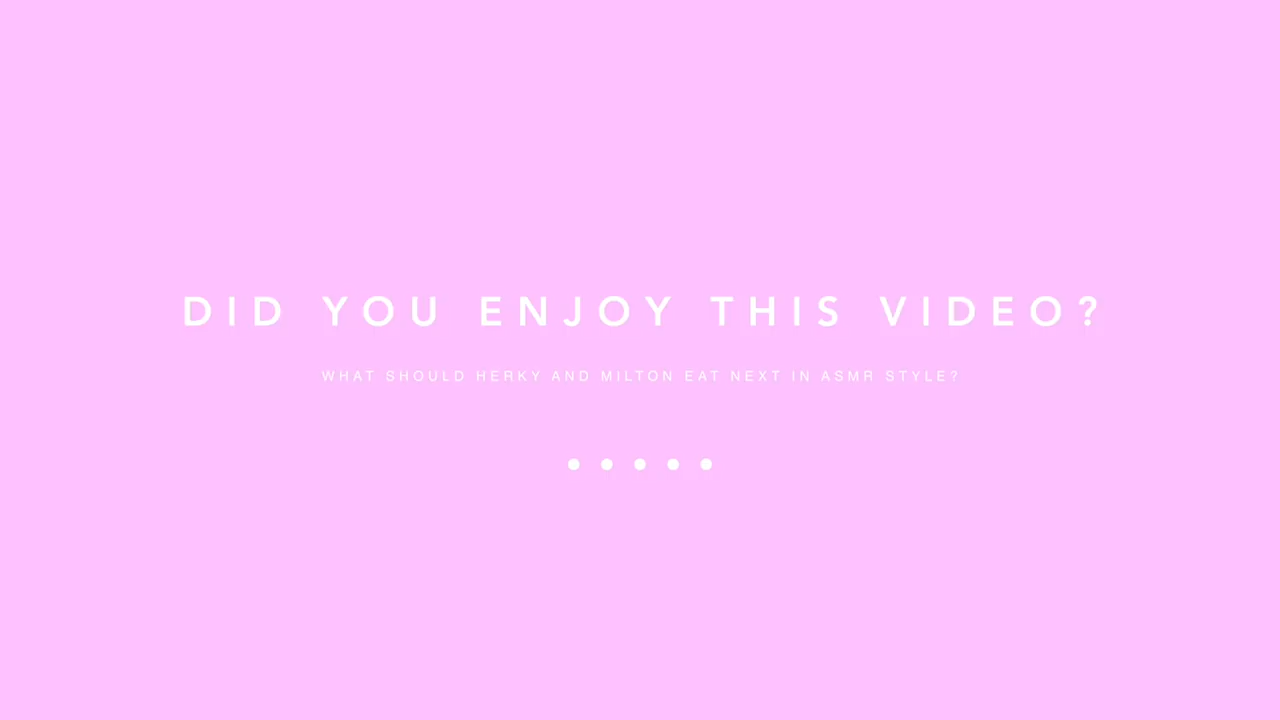 DID YOU ENJOY THIS VIDEO?
WHAT SHOULD HERKY AND MILTON EAT NEXT IN ASMR STYLE?